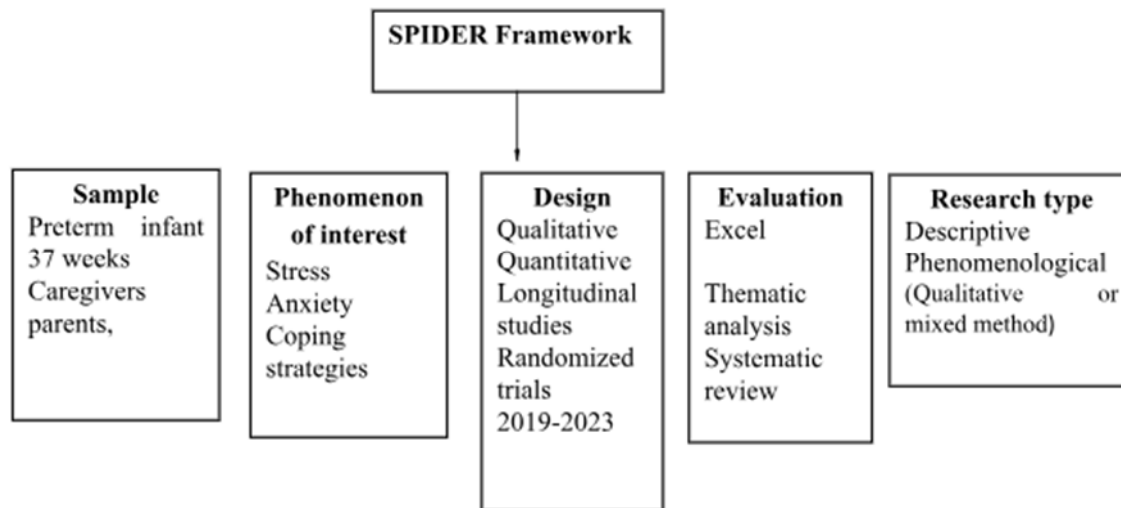 SPIDER Framework
Sample
Preterm infant
37 weeks
Caregivers
parents,
Phenomenon
of interest
Stress
Anxiety
Coping
strategies
Design
Qualitative
Quantitative
Longitudinal
studies
Randomized
trials
2019-2023
Evaluation
Excel
Thematic
analysis
Systematic
review
Research type
Descriptive
Phenomenological
(Qualitative or
mixed method)